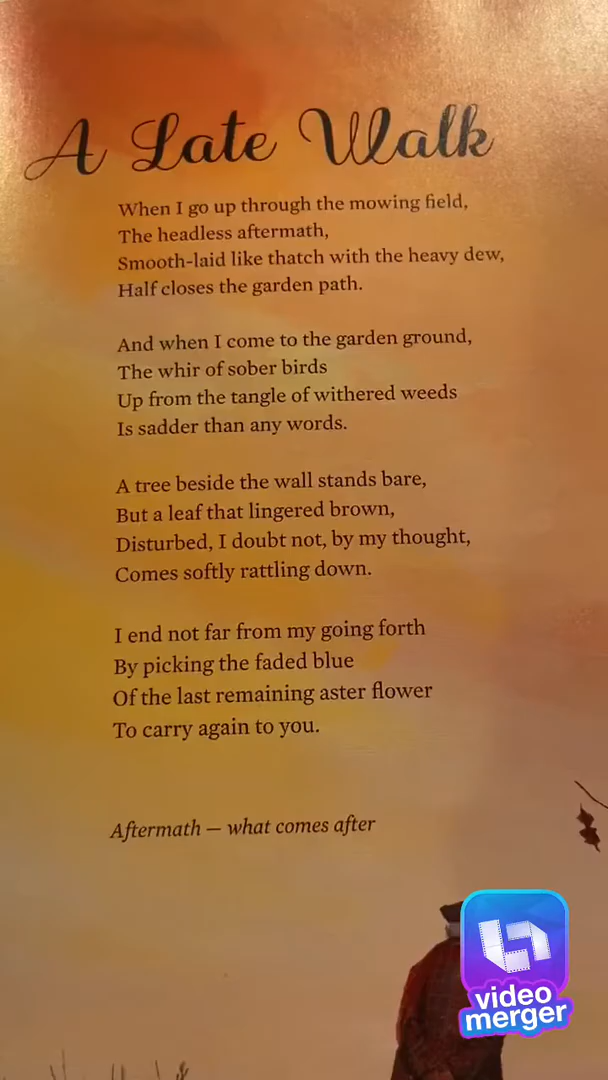 A Late Walk
When I go up through the mowing field,
The headless aftermath,
Smooth-laid like thatch with the heavy dew,
Half closes the garden path.
And when I come to the garden ground,
The whir of sober birds
Up from the tangle of withered weeds
Is sadder than any words.
A tree beside the wall stands bare,
But a leaf that lingered brown,
Disturbed, I doubt not, by my thought,
Comes softly rattling down.
I end not far from my going forth
By picking the faded blue
Of the last remaining aster flower
To carry again to you.
Aftermath — what comes after
video
merger